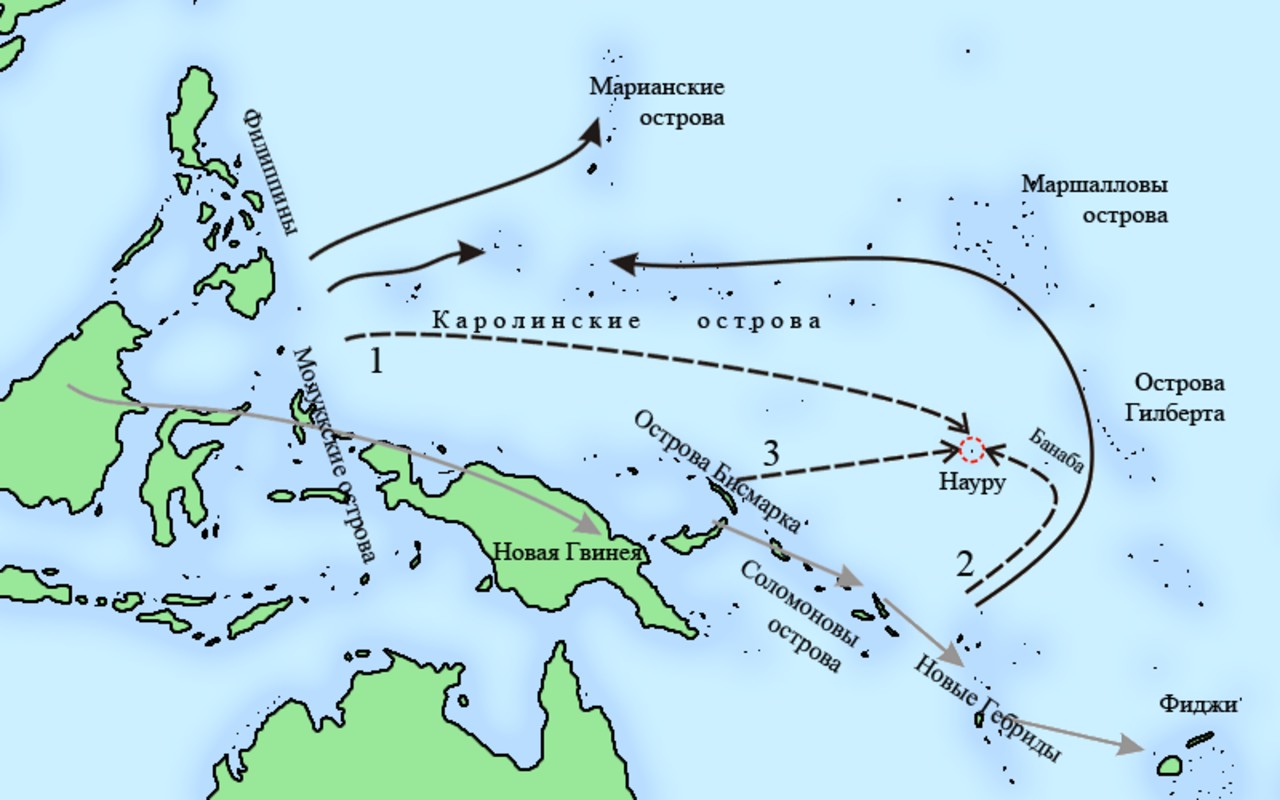 Марианские
острова
Филиппины
Маршалловы
острова
Каролинские острова
1
Молуккские острова
Острова
Гилберта
Острова Бисмарка
3
Банаба
Науру
Новая Гвинея
2
Соломоновы
острова
Новые Гебриды
Фиджи